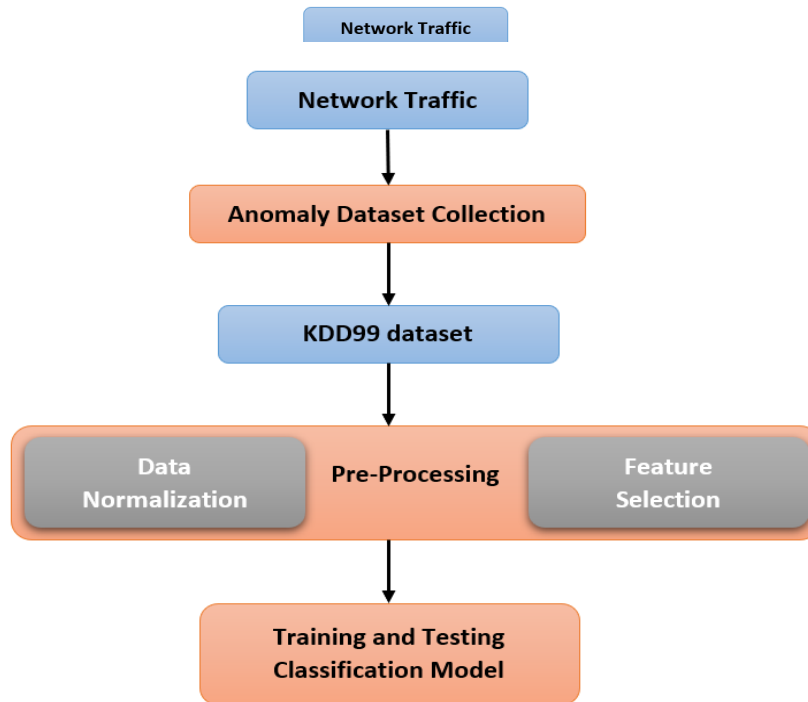 Network Traffic
Network Traffic
Anomaly Dataset Collection
KDD99 dataset
Data
Normalization
Pre-Processing
Feature
Selection
Training and Testing
Classification Model